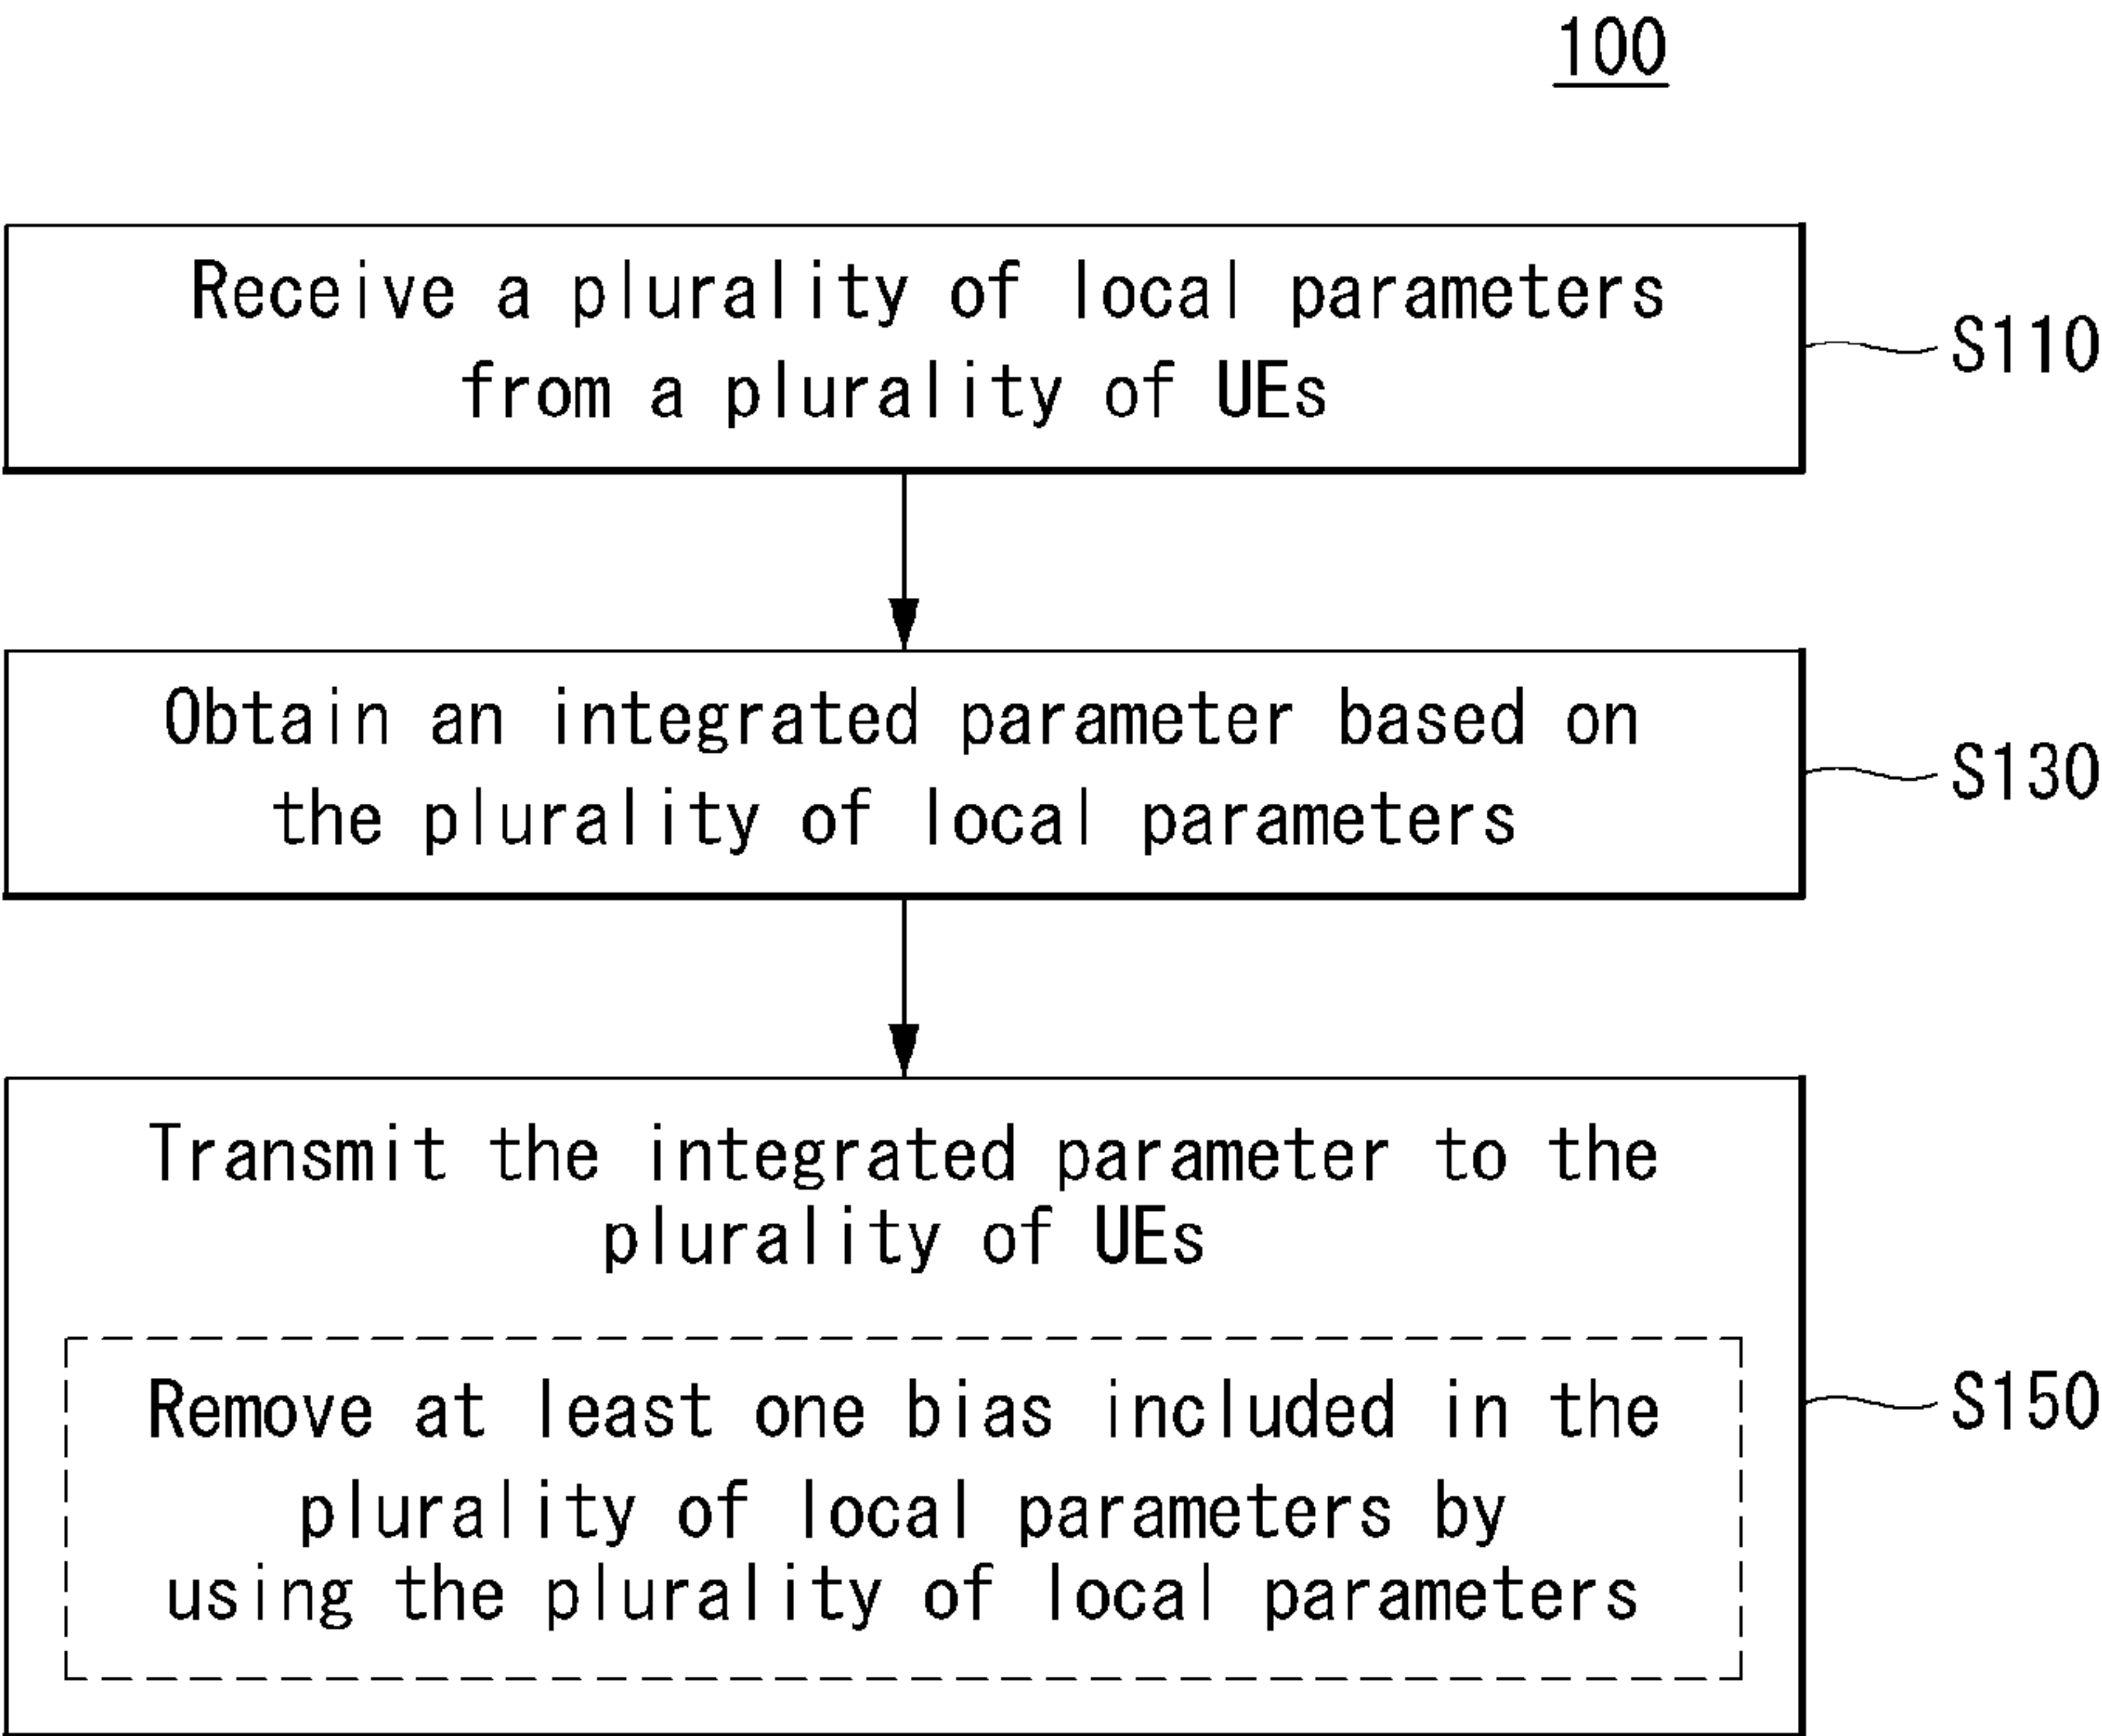 100
Receive a plurality of local parameters
from a plurality of UEs
S110
Obtain an integrated parameter based on
the plurality of local parameters
S130
Transmit the integrated parameter to the
plurality of UEs
Remove at least one bias included in the
plurality of local parameters by
using the plurality of local parameters
S150